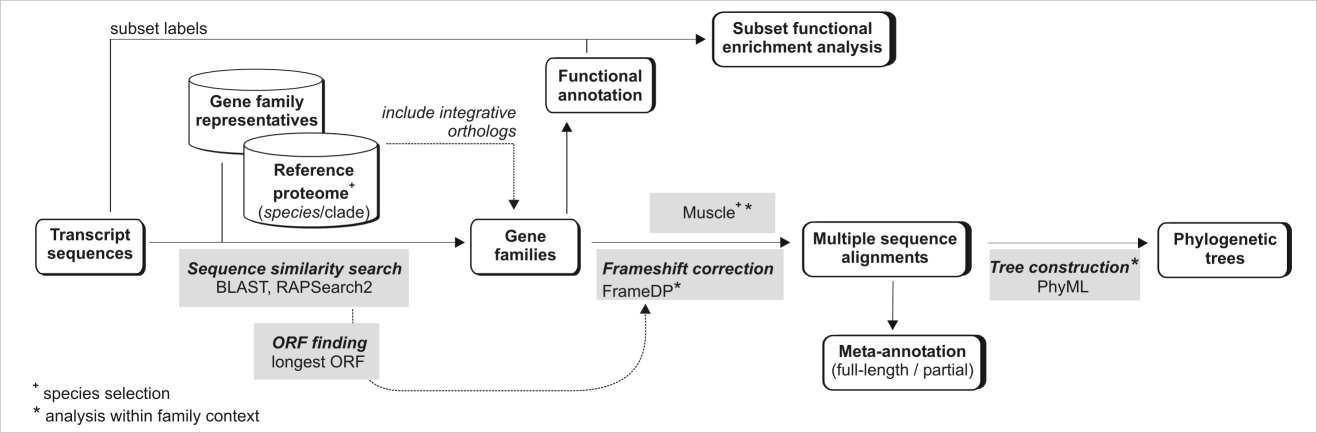 subset labels
Subset functional
enrichment analysis
Gene family
representatives
Functional
annotation
include integrative
orthologs
Reference
proteome+
(species/clade)
Muscle+ *
Transcript
sequences
Gene
families
Multiple sequence
alignments
Phylogenetic
trees
Sequence similarity search
BLAST, RAPSearch2
Frameshift correction
FrameDP*
Tree construction*
PhyML
ORF finding
longest ORF
Meta-annotation
(full-length / partial)
+ species selection
* analysis within family context